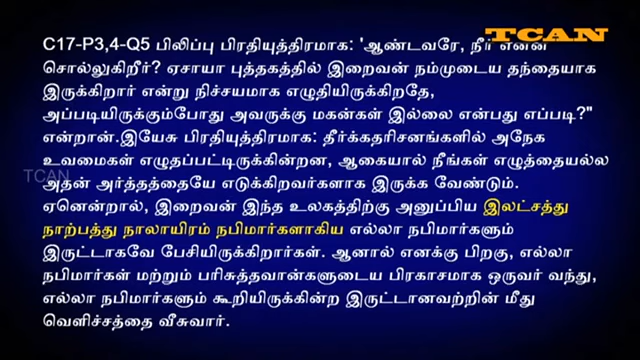 TCAN
C17-P3,4-Q5 பிலிப்பு பிரதியுத்திரமாக: 'ஆண்டவரே, நீர் என்ன
சொல்லுகிறீர்? ஏசாயா புத்தகத்தில் இறைவன் நம்முடைய தந்தையாக
இருக்கிறார் என்று நிச்சயமாக எழுதியிருக்கிறதே,
அப்படியிருக்கும்போது அவருக்கு மகன்கள் இல்லை என்பது எப்படி?"
என்றான்.இயேசு பிரதியுத்திரமாக: தீர்க்கதரிசனங்களில் அநேக
உவமைகள் எழுதப்பட்டிருக்கின்றன, ஆகையால் நீங்கள் எழுத்தையல்ல
TCAN
அதன் அர்த்தத்தையே எடுக்கிறவர்களாக இருக்க வேண்டும்.
ஏனென்றால், இறைவன் இந்த உலகத்திற்கு அனுப்பிய இலட்சத்து
நாற்பத்து நாலாயிரம் நபிமார்களாகிய எல்லா நபிமார்களும்
இருட்டாகவே பேசியிருக்கிறார்கள். ஆனால் எனக்கு பிறகு, எல்லா
நபிமார்கள் மற்றும் பரிசுத்தவான்களுடைய பிரகாசமாக ஒருவர் வந்து,
எல்லா நபிமார்களும் கூறியிருக்கின்ற இருட்டானவற்றின் மீது
வெளிச்சத்தை வீசுவார்.